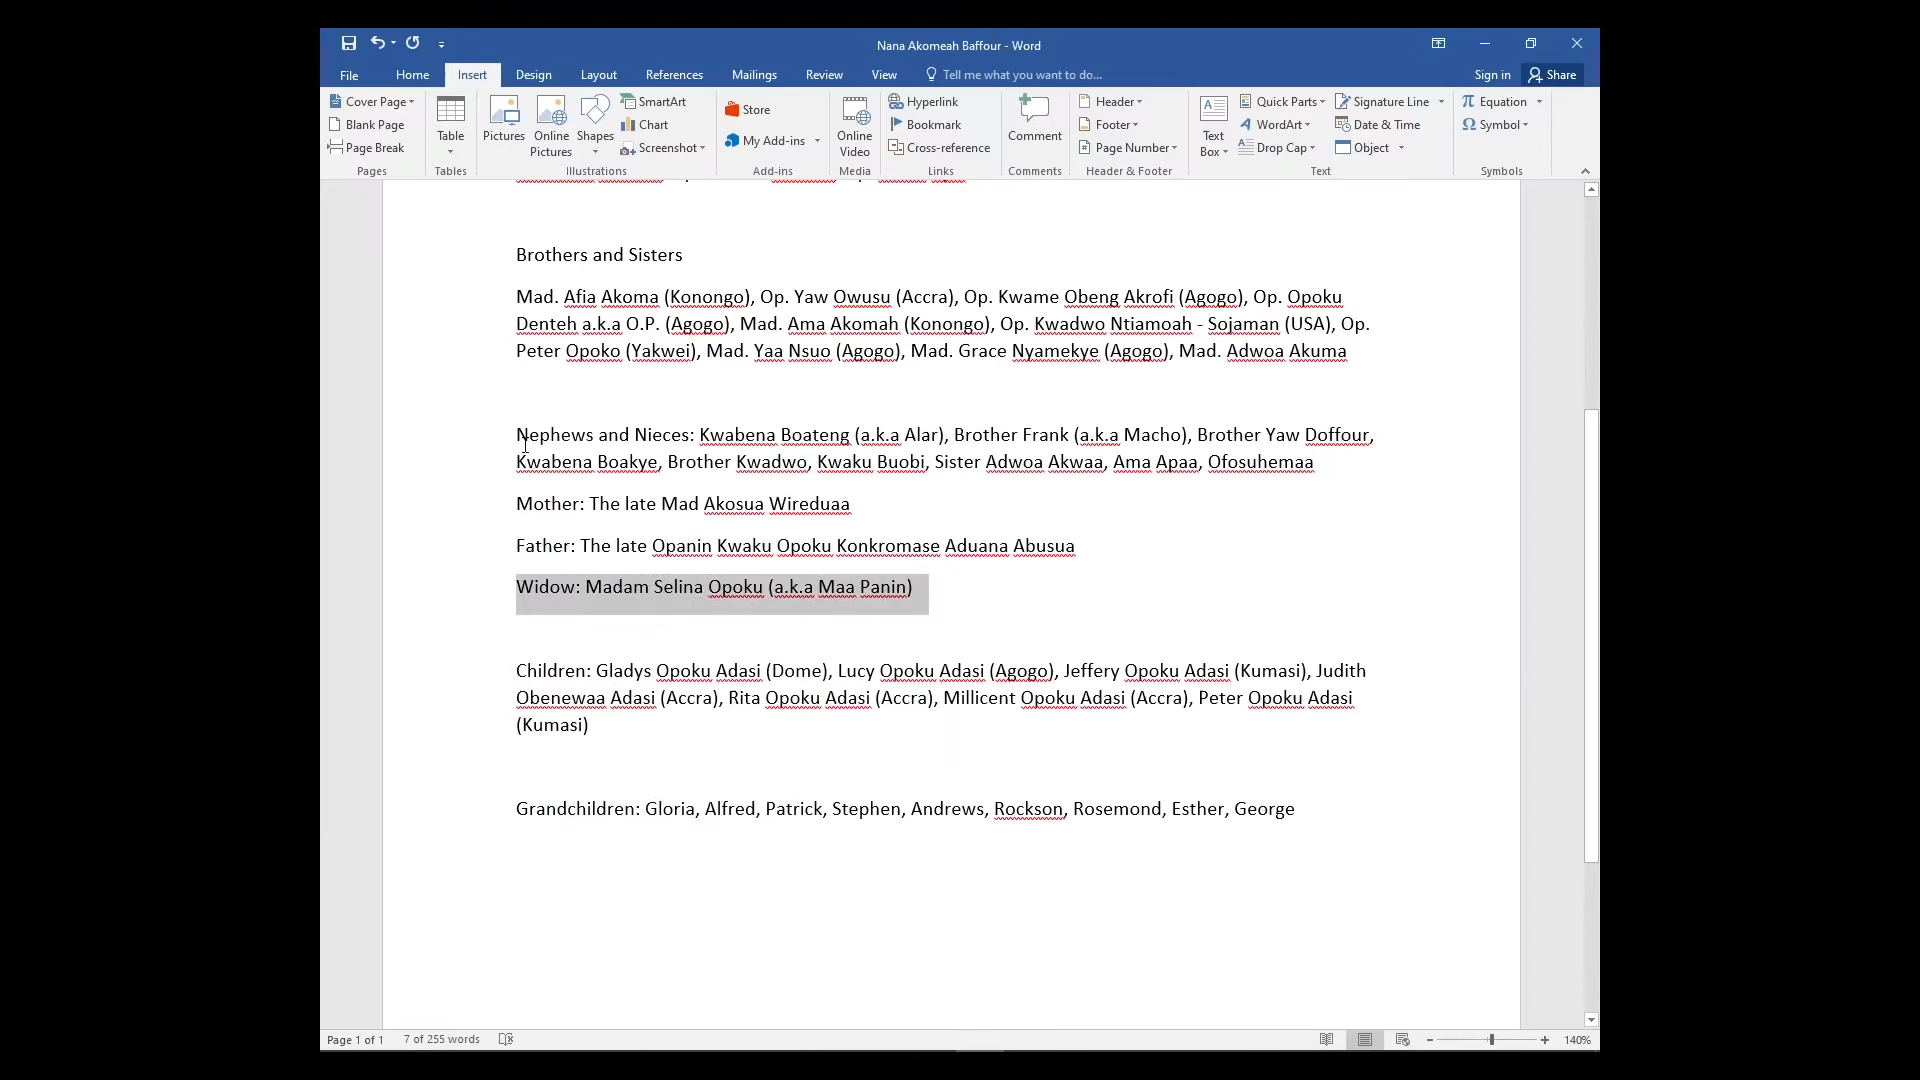 Nana Akomeah Baffour - Word
File Home Insert Design Layout References Mailings Review View Tell me what you want to do... Sign in Share
Cover Page
Blank Page
Page Break
Pages
Table
Tables
Pictures
Online Pictures
Shapes
SmartArt
Chart
Screenshot
Illustrations
Store
My Add-ins
Add-ins
Online Video
Media
Hyperlink
Bookmark
Cross-reference
Links
Comment
Comments
Header
Footer
Page Number
Header & Footer
Text Box
Quick Parts
WordArt
Drop Cap
Signature Line
Date & Time
Object
Text
Equation
Symbol
Symbols
Brothers and Sisters
Mad. Afia Akoma (Konongo), Op. Yaw Owusu (Accra), Op. Kwame Obeng Akrofi (Agogo), Op. Opoku
Denteh a.k.a O.P. (Agogo), Mad. Ama Akomah (Konongo), Op. Kwadwo Ntiamoah - Sojaman (USA), Op.
Peter Opoko (Yakwei), Mad. Yaa Nsuo (Agogo), Mad. Grace Nyamekye (Agogo), Mad. Adwoa Akuma
Nephews and Nieces: Kwabena Boateng (a.k.a Alar), Brother Frank (a.k.a Macho), Brother Yaw Doffour,
Kwabena Boakye, Brother Kwadwo, Kwaku Buobi, Sister Adwoa Akwaa, Ama Apaa, Ofosuhemaa
Mother: The late Mad Akosua Wireduaa
Father: The late Opanin Kwaku Opoku Konkromase Aduana Abusua
Widow: Madam Selina Opoku (a.k.a Maa Panin)
Children: Gladys Opoku Adasi (Dome), Lucy Opoku Adasi (Agogo), Jeffery Opoku Adasi (Kumasi), Judith
Obenewaa Adasi (Accra), Rita Opoku Adasi (Accra), Millicent Opoku Adasi (Accra), Peter Opoku Adasi
(Kumasi)
Grandchildren: Gloria, Alfred, Patrick, Stephen, Andrews, Rockson, Rosemond, Esther, George
Page 1 of 1 7 of 255 words 140%